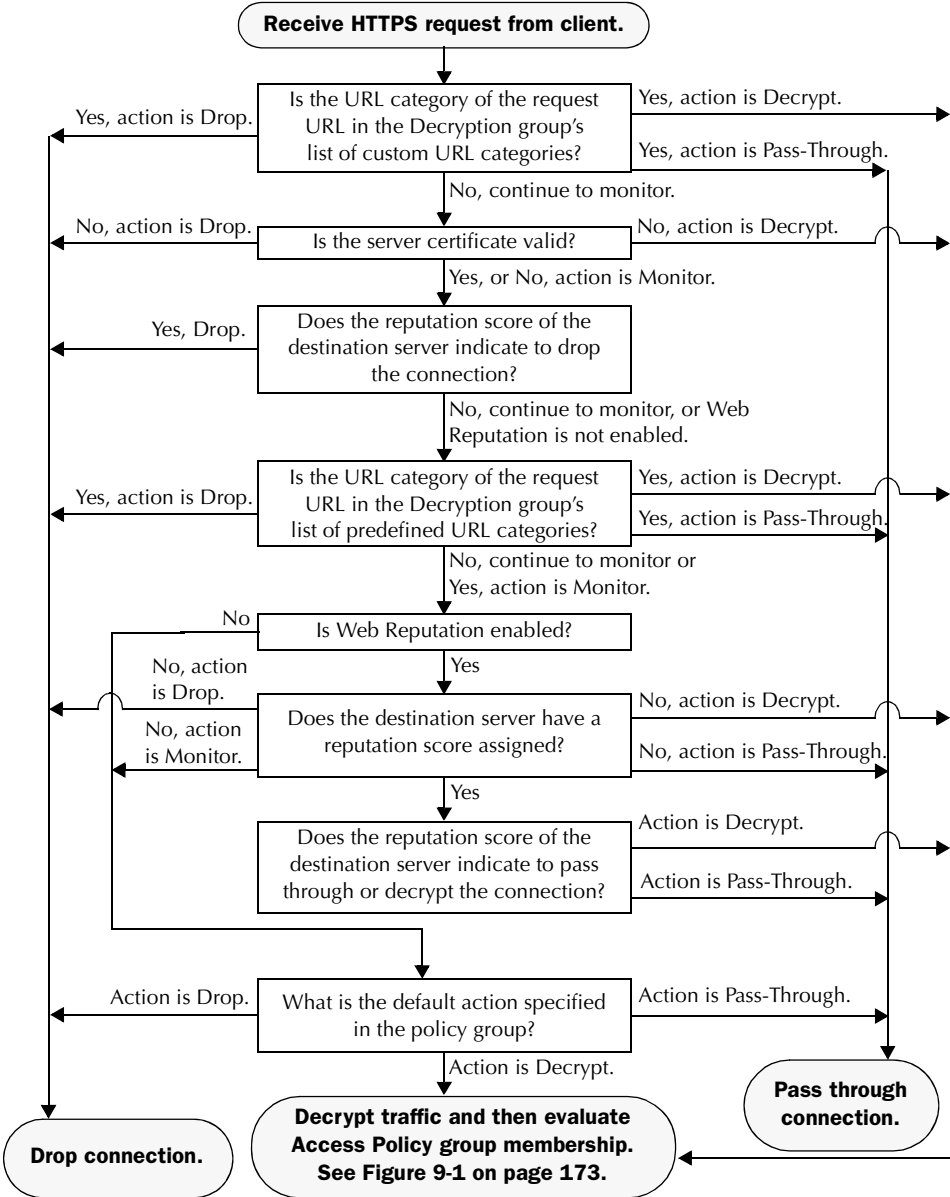 Receive HTTPS request from client.
Is the URL category of the request
URL in the Decryption group's
list of custom URL categories?
Yes, action is Drop.
Yes, action is Decrypt.
Yes, action is Pass-Through.
No, continue to monitor.
Is the server certificate valid?
No, action is Drop.
No, action is Decrypt.
Yes, or No, action is Monitor.
Does the reputation score of the
destination server indicate to drop
the connection?
Yes, Drop.
No, continue to monitor, or Web
Reputation is not enabled.
Is the URL category of the request
URL in the Decryption group's
list of predefined URL categories?
Yes, action is Drop.
Yes, action is Decrypt.
Yes, action is Pass-Through.
No, continue to monitor or
Yes, action is Monitor.
Is Web Reputation enabled?
No
Yes
Does the destination server have a
reputation score assigned?
No, action
is Drop.
No, action
is Monitor.
No, action is Decrypt.
No, action is Pass-Through.
Yes
Does the reputation score of the
destination server indicate to pass
through or decrypt the connection?
Action is Decrypt.
Action is Pass-Through.
What is the default action specified
in the policy group?
Action is Drop.
Action is Pass-Through.
Action is Decrypt.
Drop connection.
Decrypt traffic and then evaluate
Access Policy group membership.
See Figure 9-1 on page 173.
Pass through
connection.